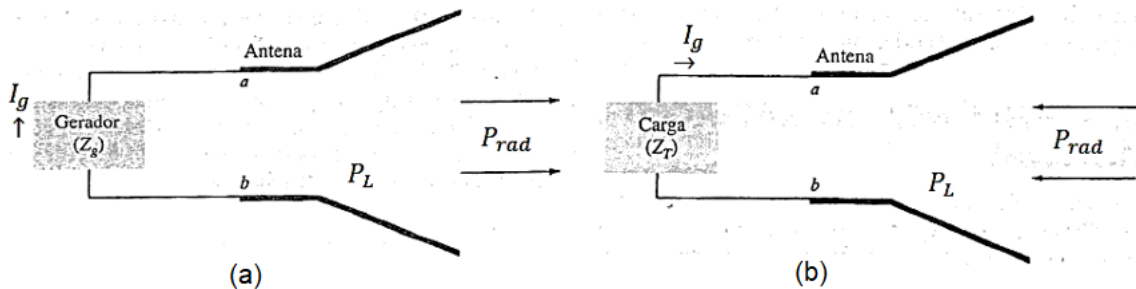 Antena
a
I_g
↑
Gerador
(Z_g)
P_rad
b
P_L
(a)
I_g
→
Antena
a
Carga
(Z_T)
P_rad
b
P_L
(b)